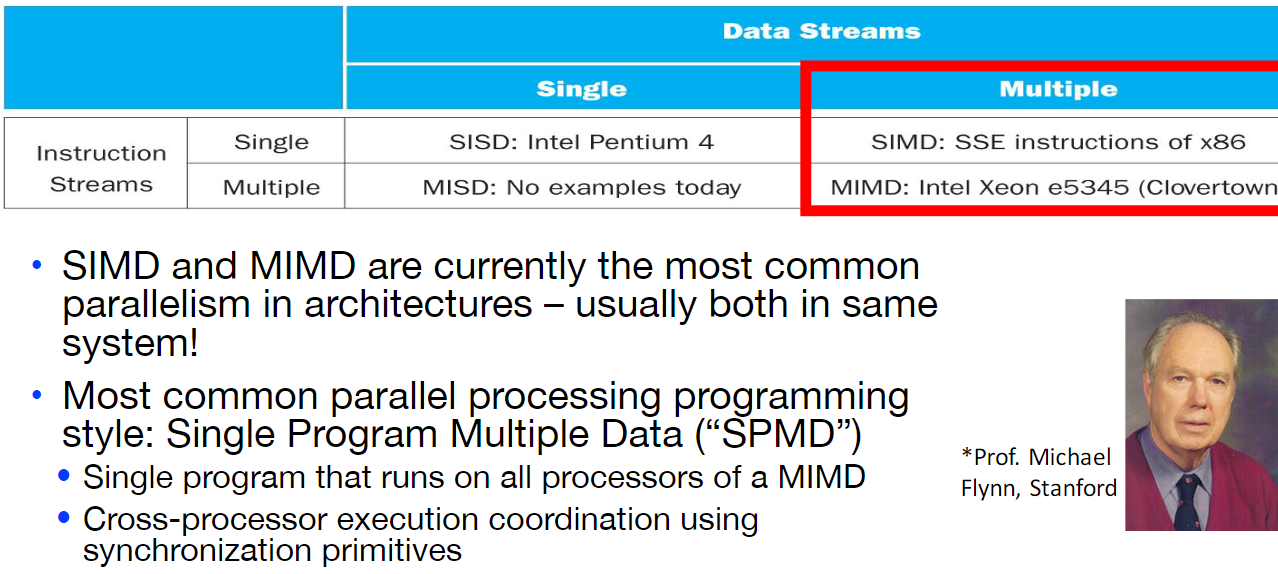 Data Streams
Single Multiple
Instruction Streams Single SISD: Intel Pentium 4 SIMD: SSE instructions of x86
Multiple MISD: No examples today MIMD: Intel Xeon e5345 (Clovertown
• SIMD and MIMD are currently the most common
parallelism in architectures – usually both in same
system!
• Most common parallel processing programming
style: Single Program Multiple Data (“SPMD”)
• Single program that runs on all processors of a MIMD
• Cross-processor execution coordination using
synchronization primitives
*Prof. Michael
Flynn, Stanford